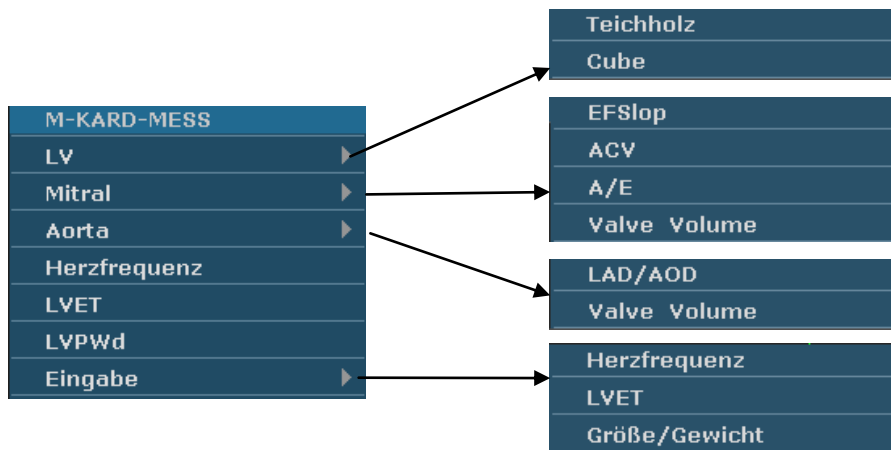 M-KARD-MESS
LV
Mitral
Aorta
Herzfrequenz
LVET
LVPWd
Eingabe
Teichholz
Cube
EFSlop
ACV
A/E
Valve Volume
LAD/AOD
Valve Volume
Herzfrequenz
LVET
Größe/Gewicht